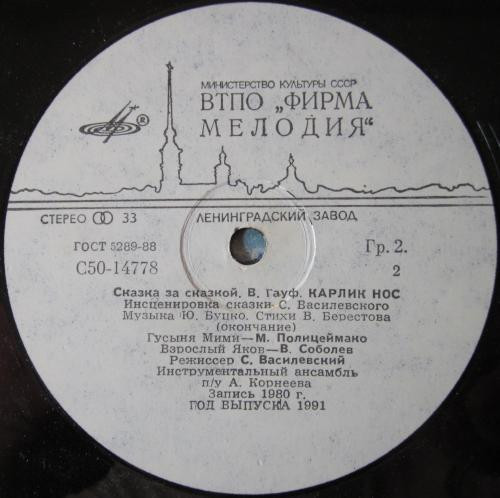 МИНИСТЕРСТВО КУЛЬТУРЫ СССР
ВТПО „ФИРМА
МЕЛОДИЯ“
®
СТЕРЕО 33 ЛЕНИНГРАДСКИЙ ЗАВОД
ГОСТ 5289-88 Гр. 2.
С50-14778 2
Сказка за сказкой. В. Гауф. КАРЛИК НОС
Инсценировка сказки С. Василевского
Музыка Ю. Буцко. Стихи В. Берестова
(окончание)
Гусыня Мими—М. Полицеймако
Взрослый Яков—В. Соболев
Режиссер С. Василевский
Инструментальный ансамбль
п/у А. Корнеева
Запись 1980 г.
ГОД ВЫПУСКА 1991